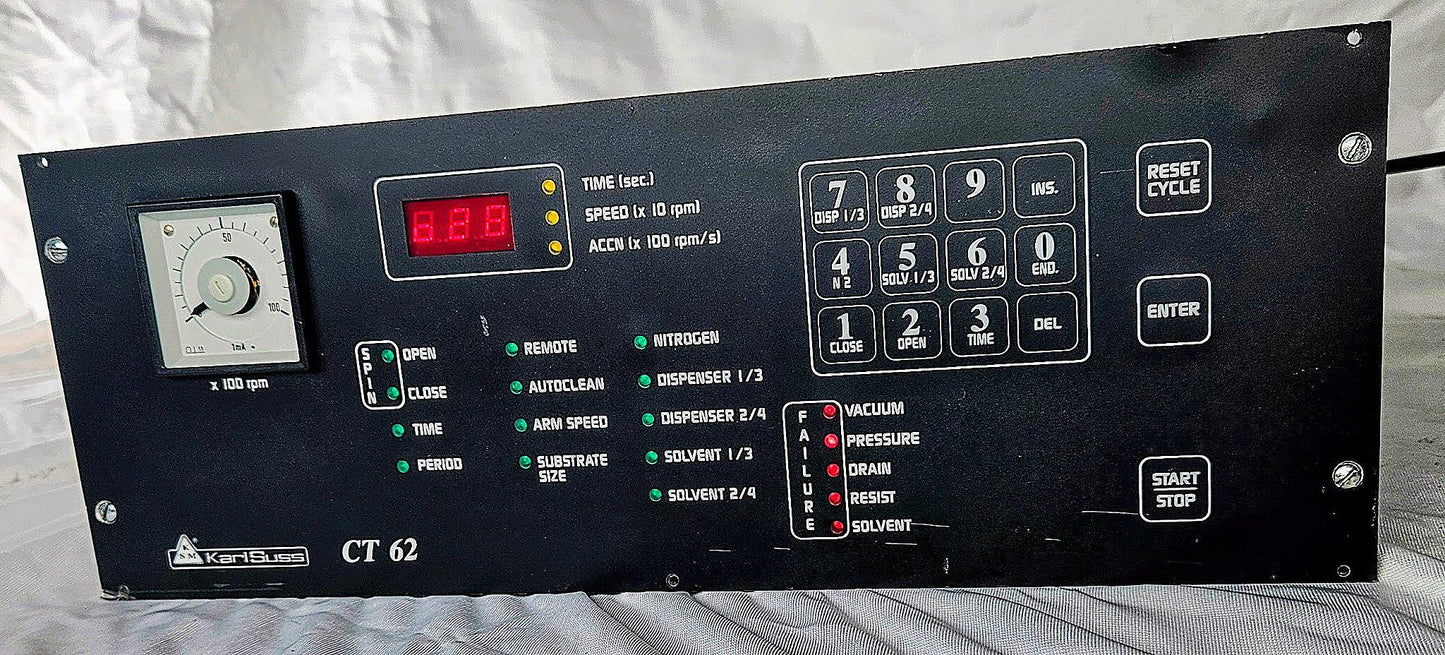 50
100
1mA
x 100 rpm
TIME (sec.)
SPEED (x 10 rpm)
ACCN (x 100 rpm/s)
SPIN
OPEN
CLOSE
TIME
PERIOD
REMOTE
AUTOCLEAN
ARM SPEED
SUBSTRATE
SIZE
NITROGEN
DISPENSER 1/3
DISPENSER 2/4
SOLVENT 1/3
SOLVENT 2/4
7
DISP 1/3
8
DISP 2/4
9
INS.
4
N 2
5
SOLV 1/3
6
SOLV 2/4
0
END.
1
CLOSE
2
OPEN
3
TIME
DEL
FAILURE
VACUUM
PRESSURE
DRAIN
RESIST
SOLVENT
RESET
CYCLE
ENTER
START
STOP
KSM
KarlSuss
CT 62